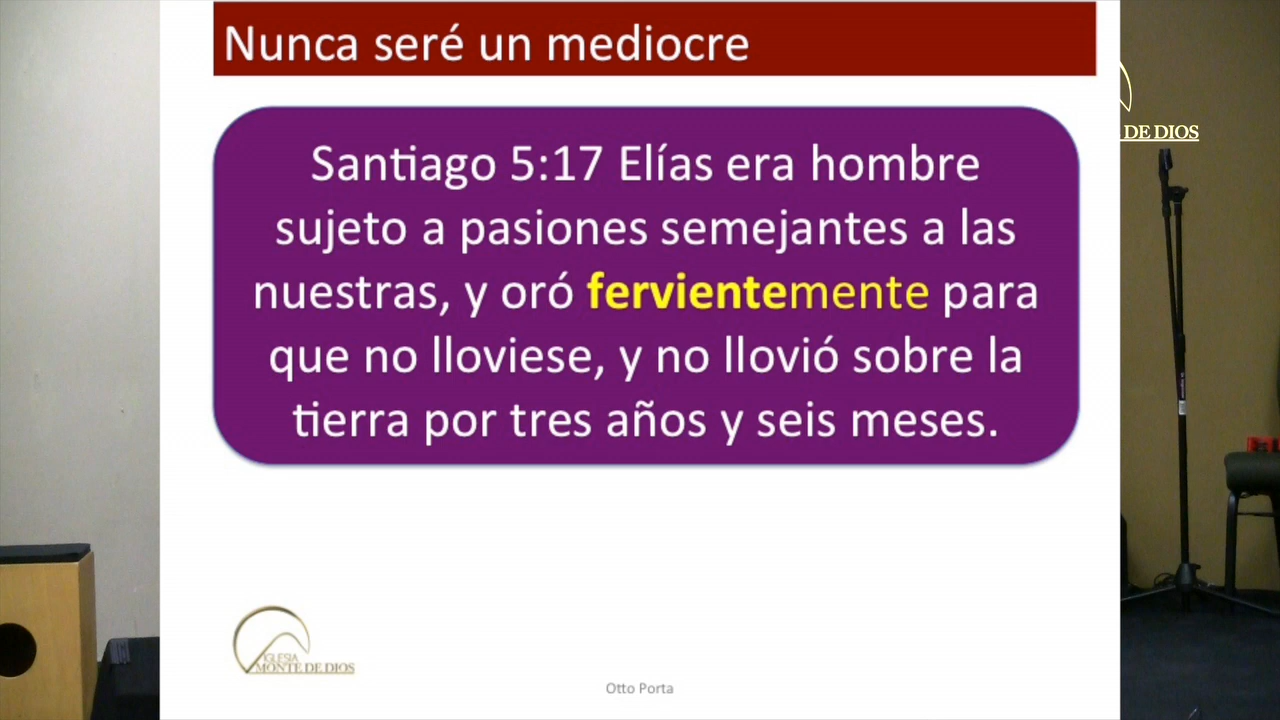 Nunca seré un mediocre
DE DIOS
Santiago 5:17 Elías era hombre
sujeto a pasiones semejantes a las
nuestras, y oró fervientemente para
que no lloviese, y no llovió sobre la
tierra por tres años y seis meses.
IGLESIA
MONTE DE DIOS
Otto Porta